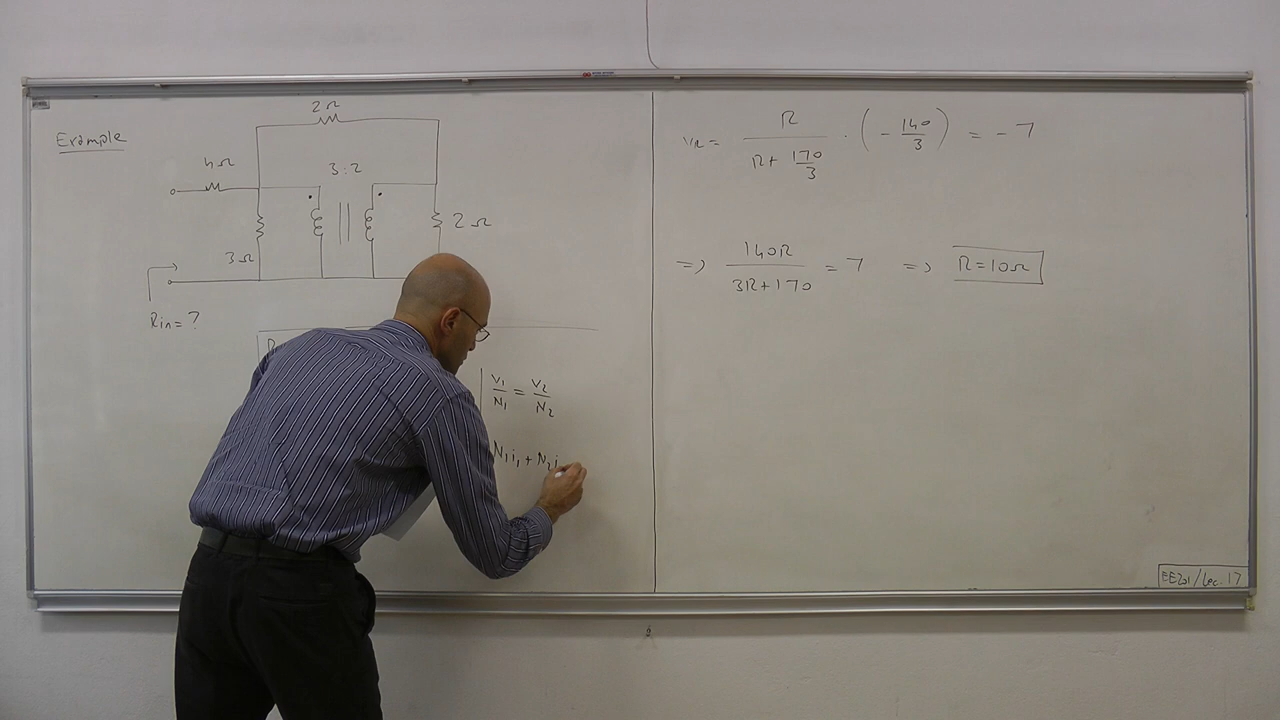 Example
2Ω
4Ω
3:2
3Ω
2Ω
Rin = ?
V1/N1 = V2/N2
N1i1 + N2i
VR = R/(R + 170/3) · (-140/3) = -7
=> 140R/(3R+170) = 7 => R=10Ω
EE201/Lec.17